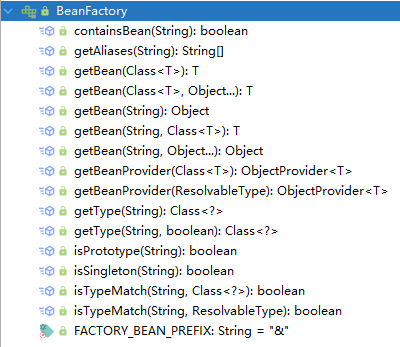 BeanFactory
containsBean(String): boolean
getAliases(String): String[]
getBean(Class<T>): T
getBean(Class<T>, Object...): T
getBean(String): Object
getBean(String, Class<T>): T
getBean(String, Object...): Object
getBeanProvider(Class<T>): ObjectProvider<T>
getBeanProvider(ResolvableType): ObjectProvider<T>
getType(String): Class<?>
getType(String, boolean): Class<?>
isPrototype(String): boolean
isSingleton(String): boolean
isTypeMatch(String, Class<?>): boolean
isTypeMatch(String, ResolvableType): boolean
FACTORY_BEAN_PREFIX: String = "&"